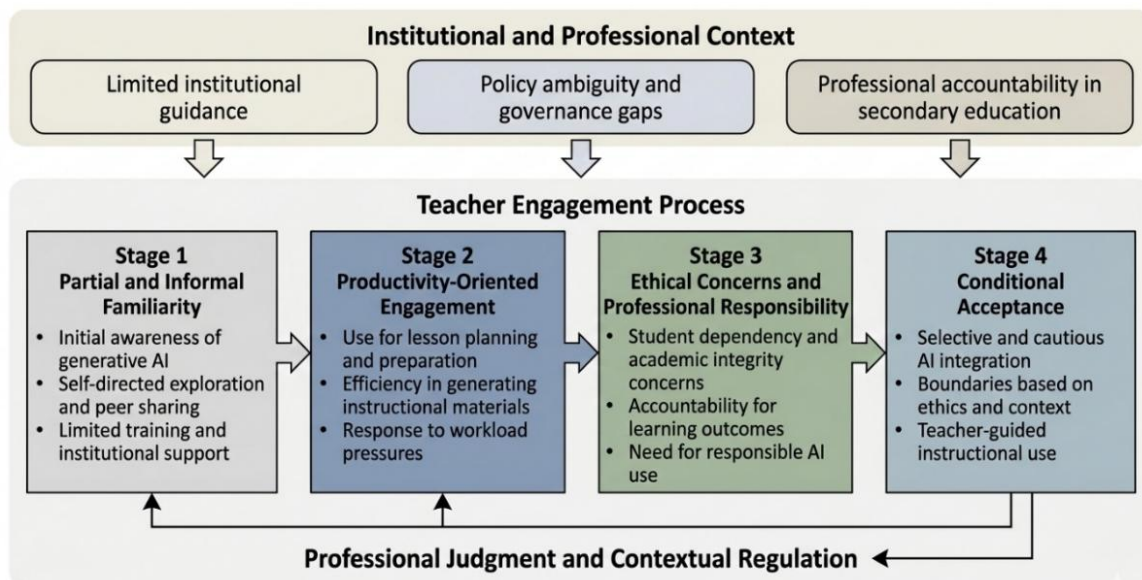 Institutional and Professional Context
Limited institutional
guidance
Policy ambiguity and
governance gaps
Professional accountability in
secondary education
Teacher Engagement Process
Stage 1
Partial and Informal
Familiarity
• Initial awareness of
generative AI
• Self-directed exploration
and peer sharing
• Limited training and
institutional support
Stage 2
Productivity-Oriented
Engagement
• Use for lesson planning
and preparation
• Efficiency in generating
instructional materials
• Response to workload
pressures
Stage 3
Ethical Concerns and
Professional Responsibility
• Student dependency and
academic integrity
concerns
• Accountability for
learning outcomes
• Need for responsible AI
use
Stage 4
Conditional
Acceptance
• Selective and cautious
AI integration
• Boundaries based on
ethics and context
• Teacher-guided
instructional use
Professional Judgment and Contextual Regulation